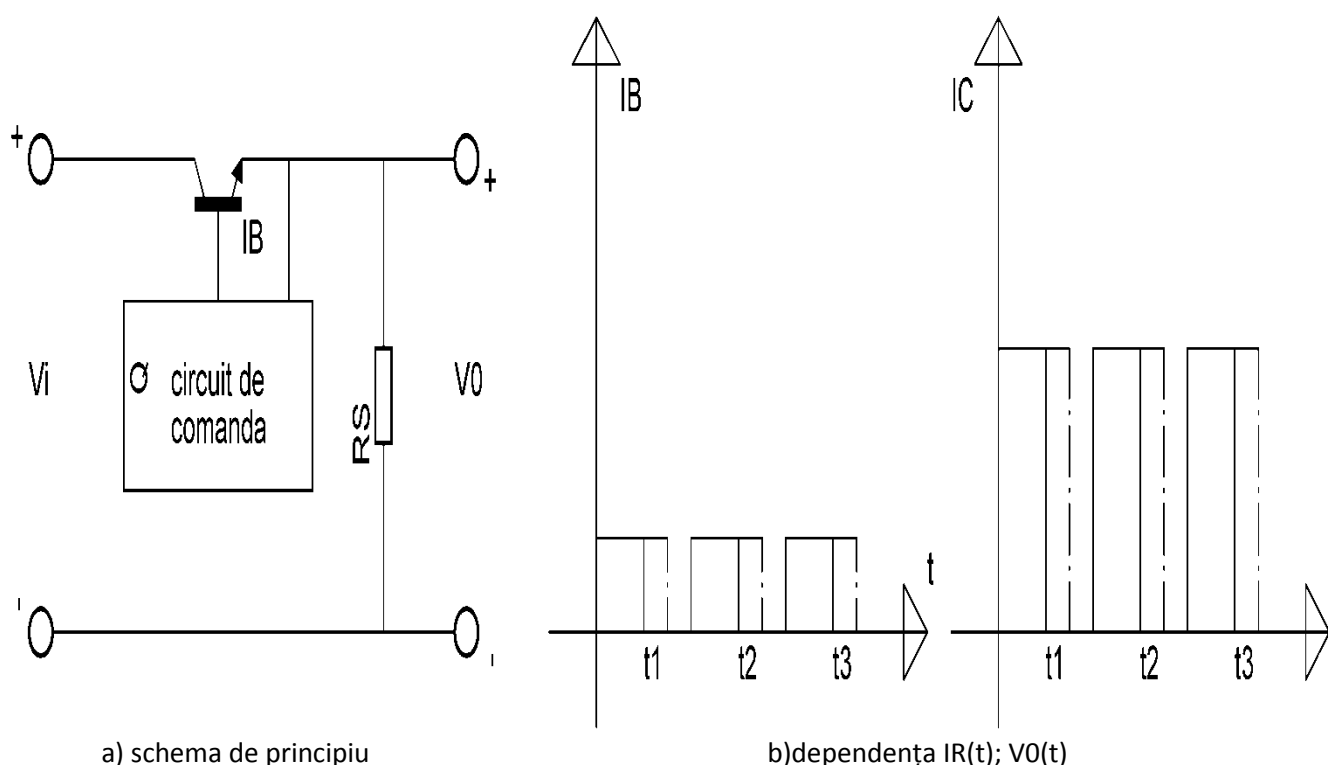 +
+
IB
Vi
Q
circuit de
comanda
RS
V0
-
-
IB
t
t1
t2
t3
IC
t1
t2
t3
a) schema de principiu
b)dependența IR(t); V0(t)